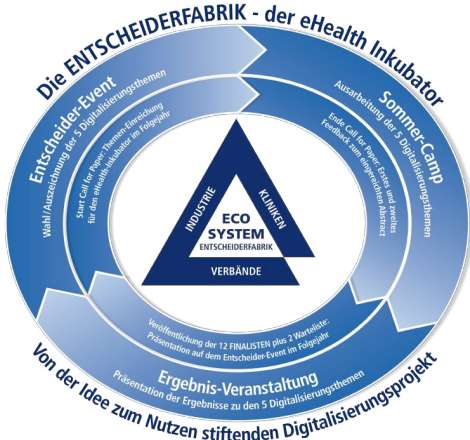 Die ENTSCHEIDERFABRIK - der eHealth Inkubator
Entscheider-Event
Wahl/Auszeichnung der 5 Digitalisierungsthemen
Start Call for Paper: Themen-Einreichung
für den eHealth-Inkubator im Folgejahr
Sommer-Camp
Ausarbeitung der 5 Digitalisierungsthemen
Ende Call for Paper: Erstes und zweites
Feedback zum eingereichten Abstract
INDUSTRIE
KLINIKEN
ECO
SYSTEM
ENTSCHEIDERFABRIK
VERBÄNDE
Veröffentlichung der 12 FINALISTEN plus 2 Warteliste:
Präsentation auf dem Entscheider-Event im Folgejahr
Ergebnis-Veranstaltung
Präsentation der Ergebnisse zu den 5 Digitalisierungsthemen
Von der Idee zum Nutzen stiftenden Digitalisierungsprojekt